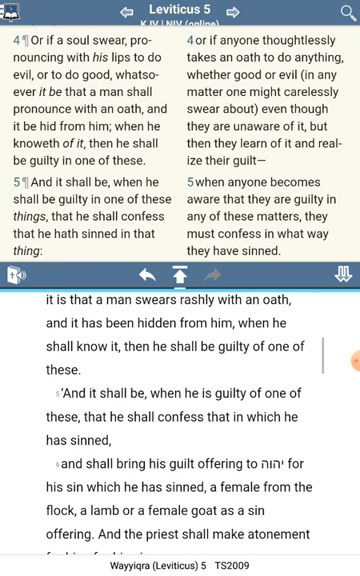 Leviticus 5
KJV | NIV (online)
4 ¶ Or if a soul swear, pro-
nouncing with his lips to do
evil, or to do good, whatso-
ever it be that a man shall
pronounce with an oath, and
it be hid from him; when he
knoweth of it, then he shall
be guilty in one of these.
5 ¶ And it shall be, when he
shall be guilty in one of these
things, that he shall confess
that he hath sinned in that
thing:
4 or if anyone thoughtlessly
takes an oath to do anything,
whether good or evil (in any
matter one might carelessly
swear about) even though
they are unaware of it, but
then they learn of it and real-
ize their guilt—
5 when anyone becomes
aware that they are guilty in
any of these matters, they
must confess in what way
they have sinned.
it is that a man swears rashly with an oath,
and it has been hidden from him, when he
shall know it, then he shall be guilty of one of
these.
5 ‘And it shall be, when he is guilty of one of
these, that he shall confess that in which he
has sinned,
6 and shall bring his guilt offering to יהוה for
his sin which he has sinned, a female from the
flock, a lamb or a female goat as a sin
offering. And the priest shall make atonement
Wayyiqra (Leviticus) 5 TS2009